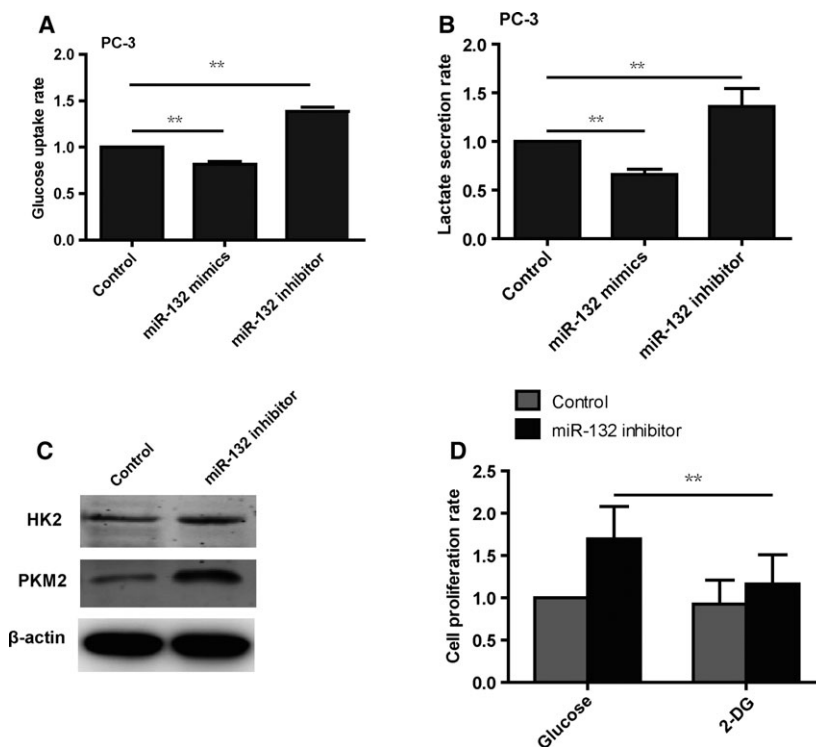 A
PC-3
Glucose uptake rate
2.0
1.5
1.0
0.5
0.0
**
**
Control
miR-132 mimics
miR-132 inhibitor
B
PC-3
Lactate secretion rate
2.0
1.5
1.0
0.5
0.0
**
**
Control
miR-132 mimics
miR-132 inhibitor
C
Control
miR-132 inhibitor
HK2
PKM2
β-actin
Control
miR-132 inhibitor
D
Cell proliferation rate
2.5
2.0
1.5
1.0
0.5
0.0
**
Glucose
2-DG